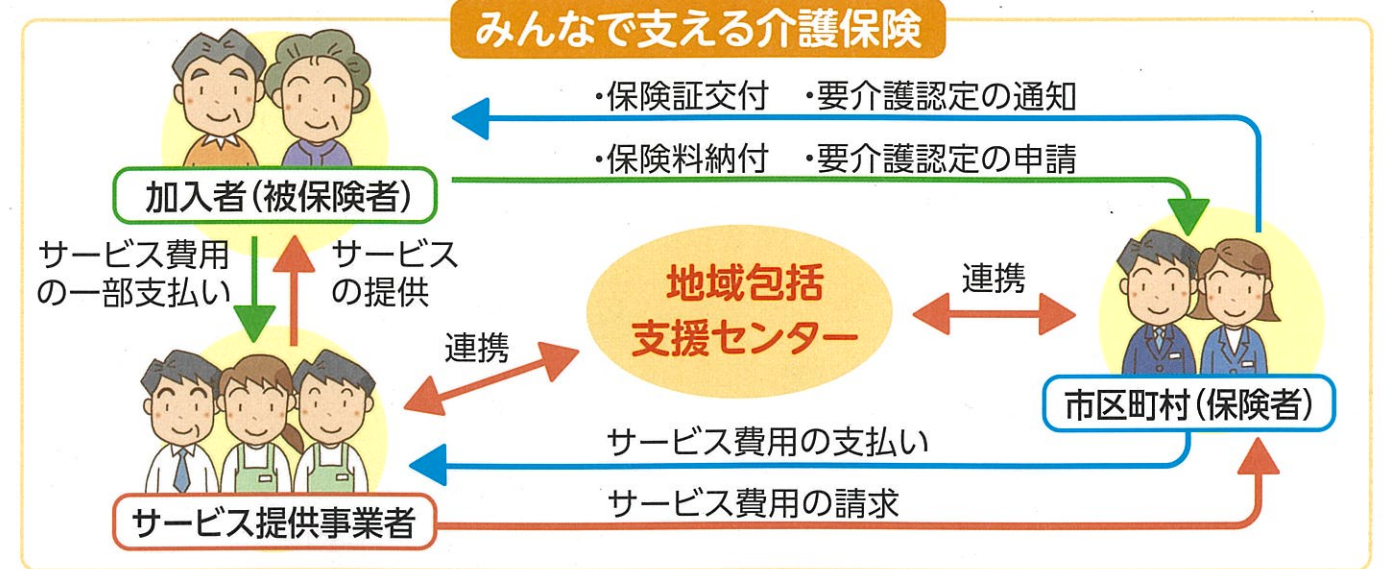 みんなで支える介護保険
・保険証交付 ・要介護認定の通知
・保険料納付 ・要介護認定の申請
加入者(被保険者)
サービス費用
の一部支払い
サービス
の提供
地域包括
支援センター
連携
連携
市区町村(保険者)
サービス費用の支払い
サービス費用の請求
サービス提供事業者